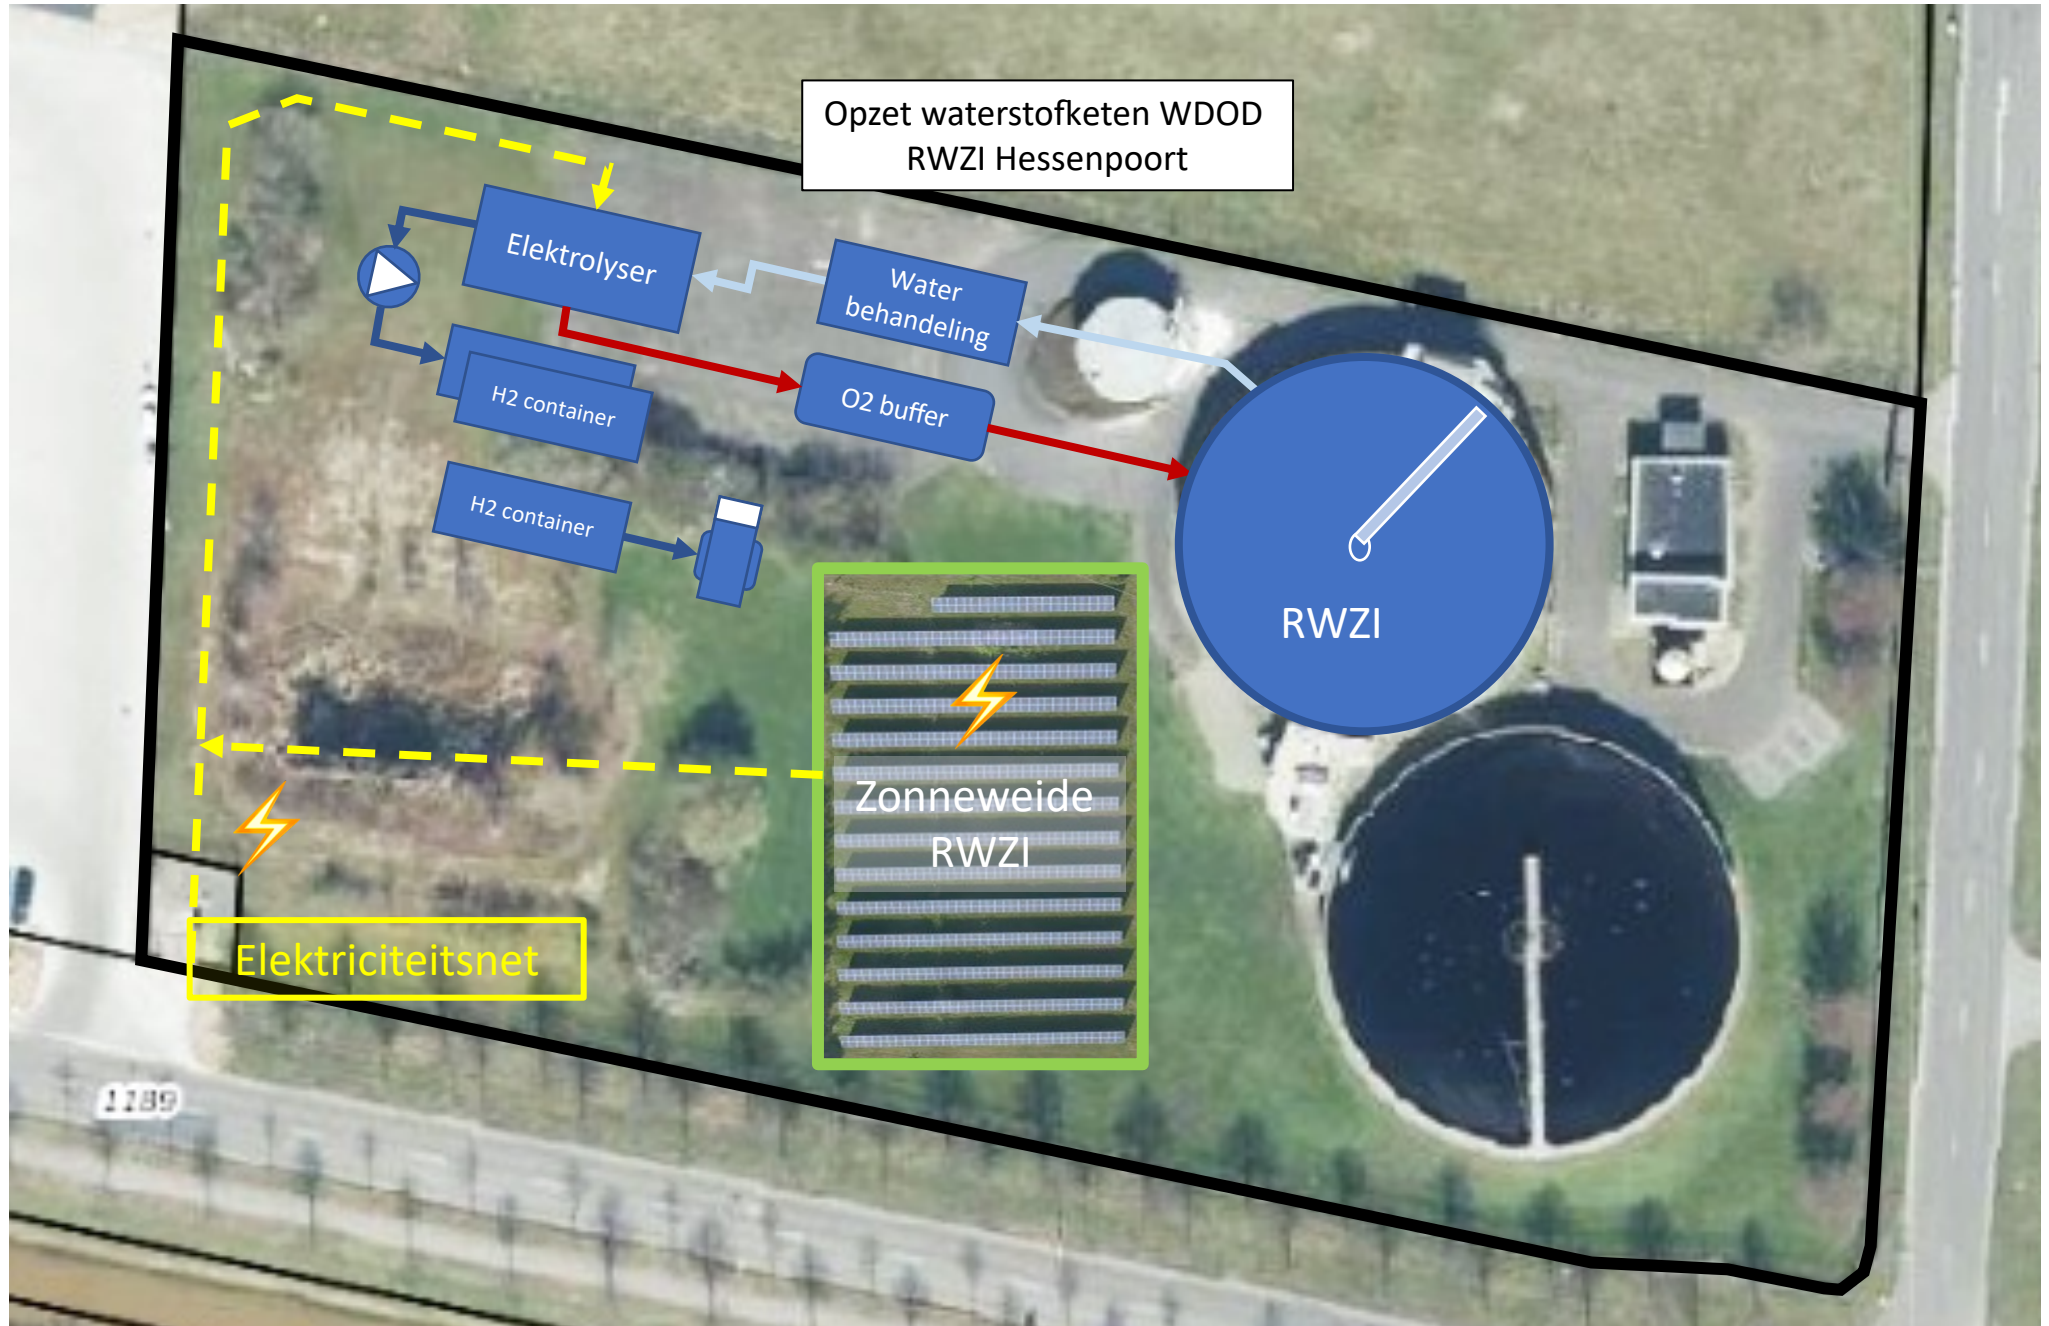 Opzet waterstofketen WDOD
RWZI Hessenpoort
Elektrolyser
Water
behandeling
H2 container
O2 buffer
H2 container
RWZI
Zonneweide
RWZI
Elektriciteitsnet
1189